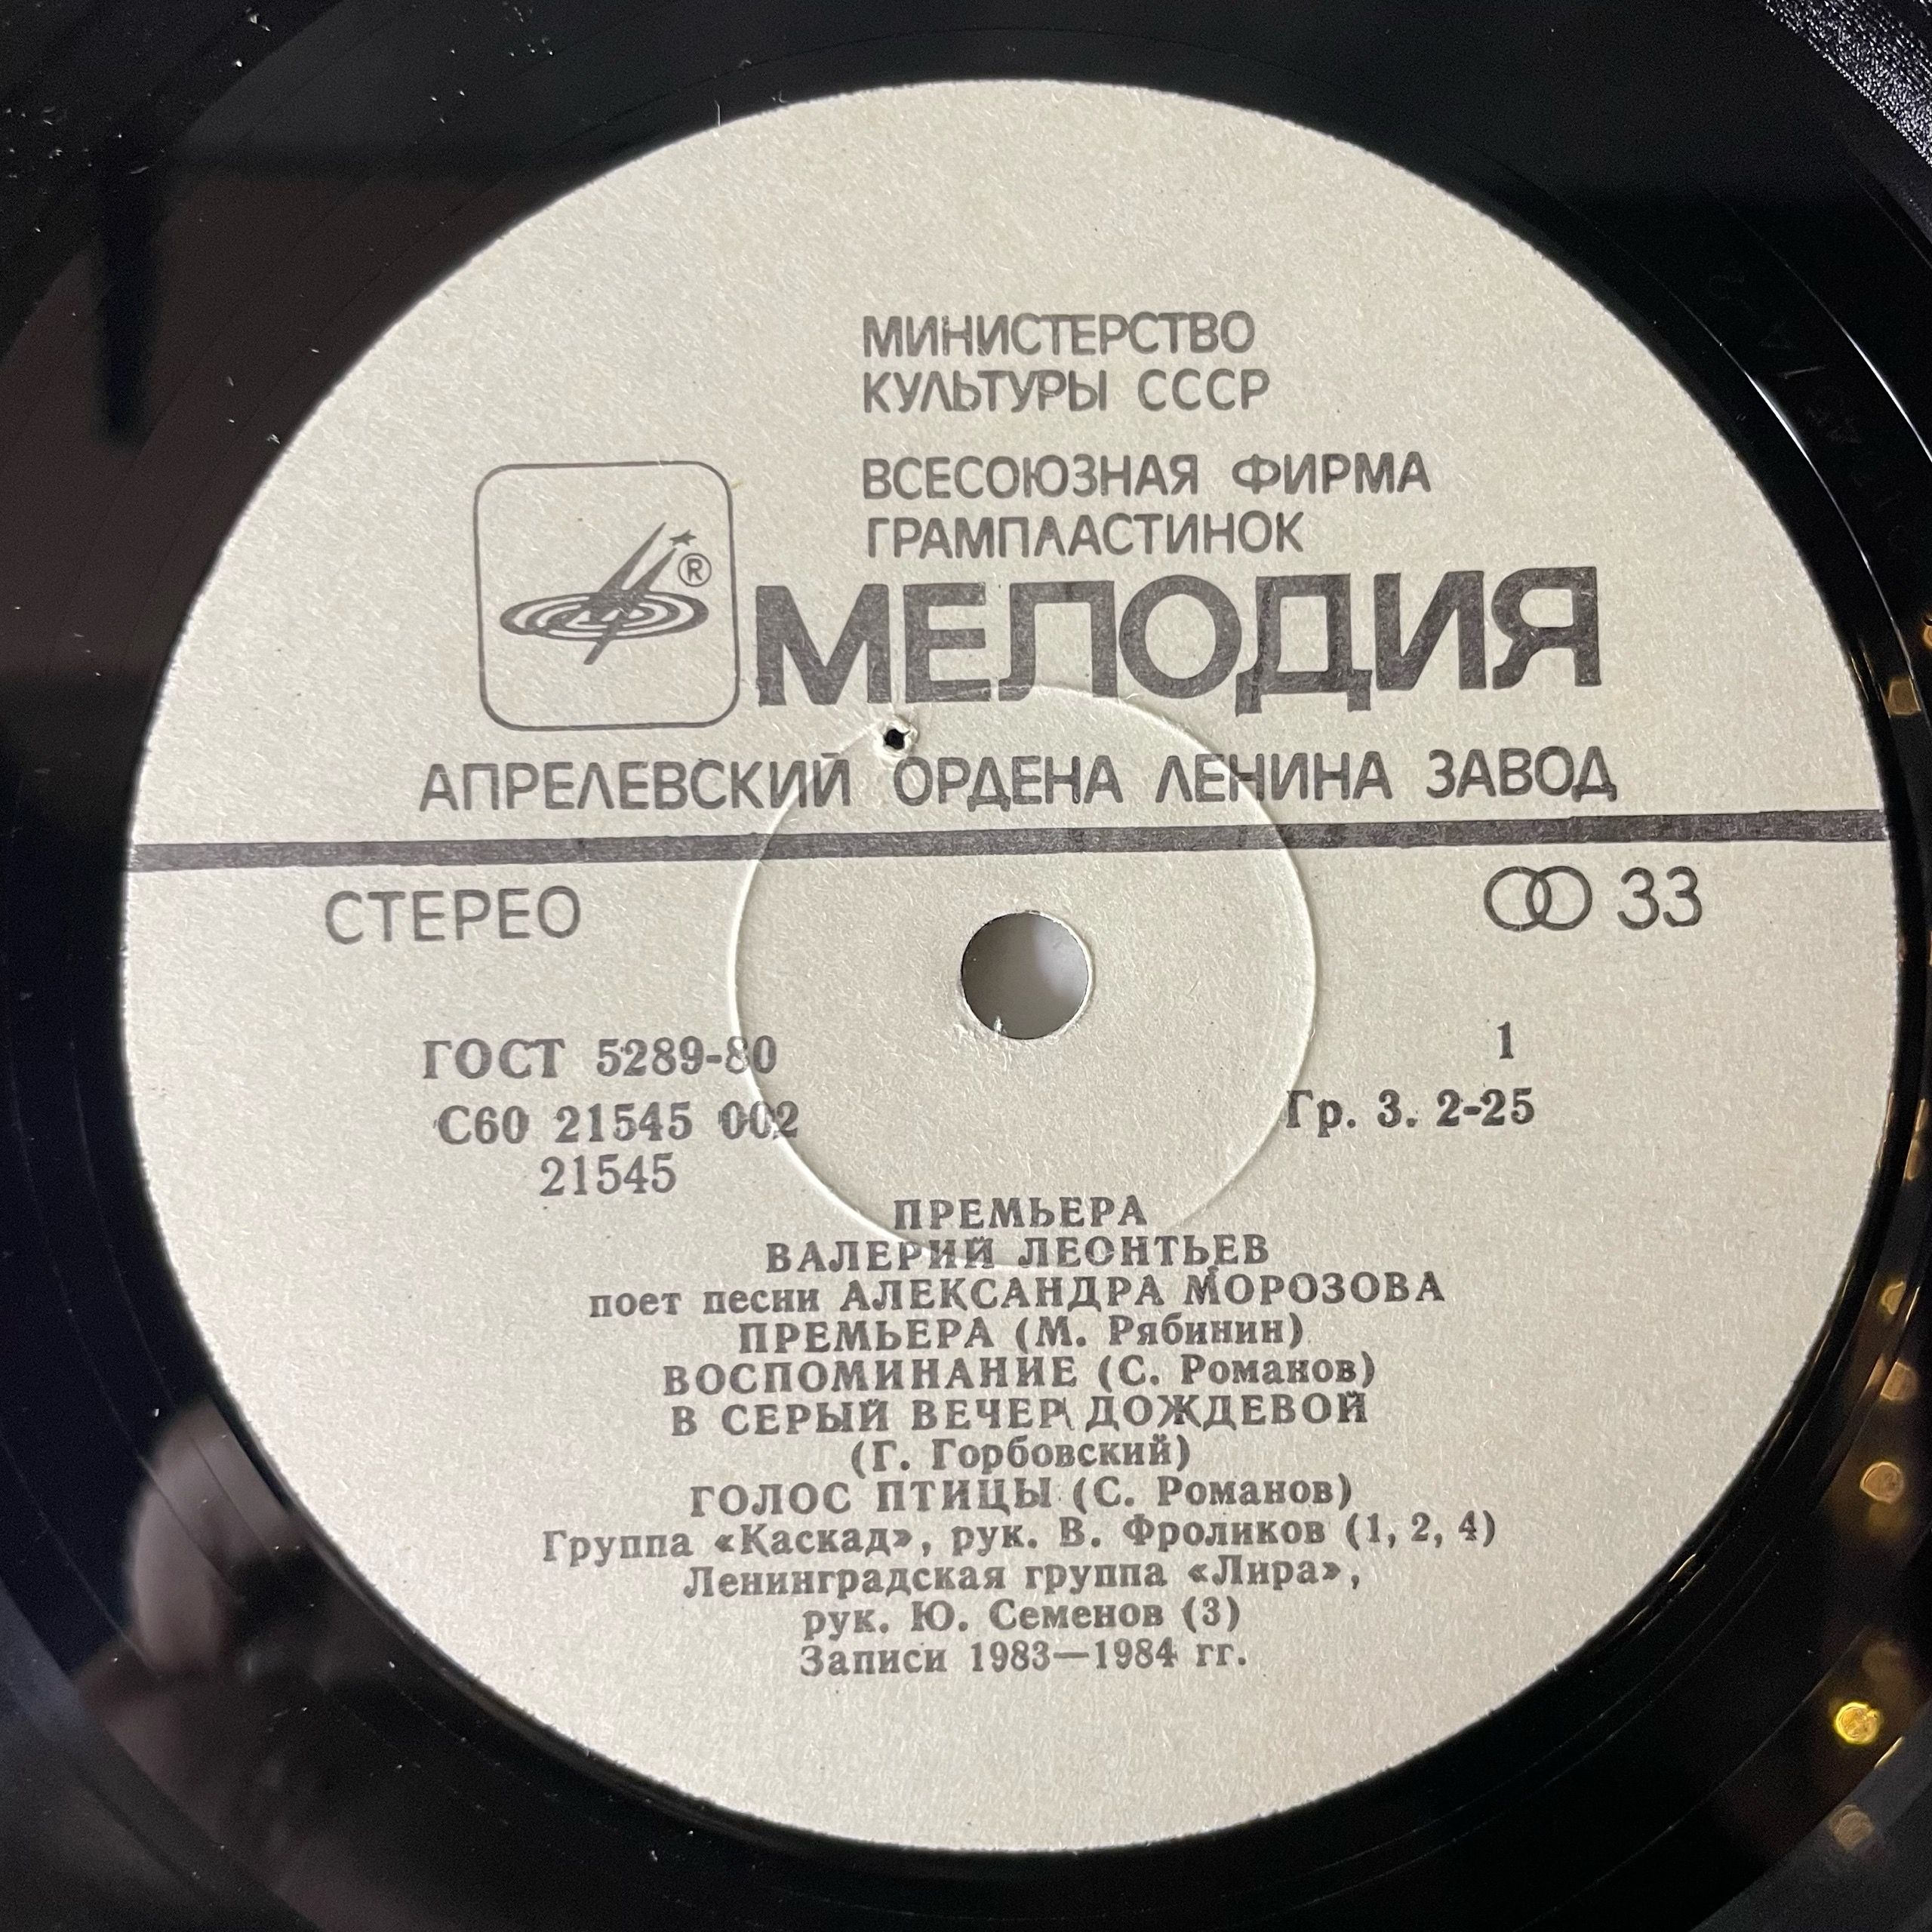 МИНИСТЕРСТВО
КУЛЬТУРЫ СССР
ВСЕСОЮЗНАЯ ФИРМА
ГРАМПЛАСТИНОК
®
МЕЛОДИЯ
АПРЕЛЕВСКИЙ ОРДЕНА ЛЕНИНА ЗАВОД
СТЕРЕО
33
ГОСТ 5289-80
1
С60 21545 002
Гр. 3. 2-25
21545
ПРЕМЬЕРА
ВАЛЕРИЙ ЛЕОНТЬЕВ
поет песни АЛЕКСАНДРА МОРОЗОВА
ПРЕМЬЕРА (М. Рябинин)
ВОСПОМИНАНИЕ (С. Романов)
В СЕРЫЙ ВЕЧЕР ДОЖДЕВОЙ
(Г. Горбовский)
ГОЛОС ПТИЦЫ (С. Романов)
Группа «Каскад», рук. В. Фроликов (1, 2, 4)
Ленинградская группа «Лира»,
рук. Ю. Семенов (3)
Записи 1983—1984 гг.